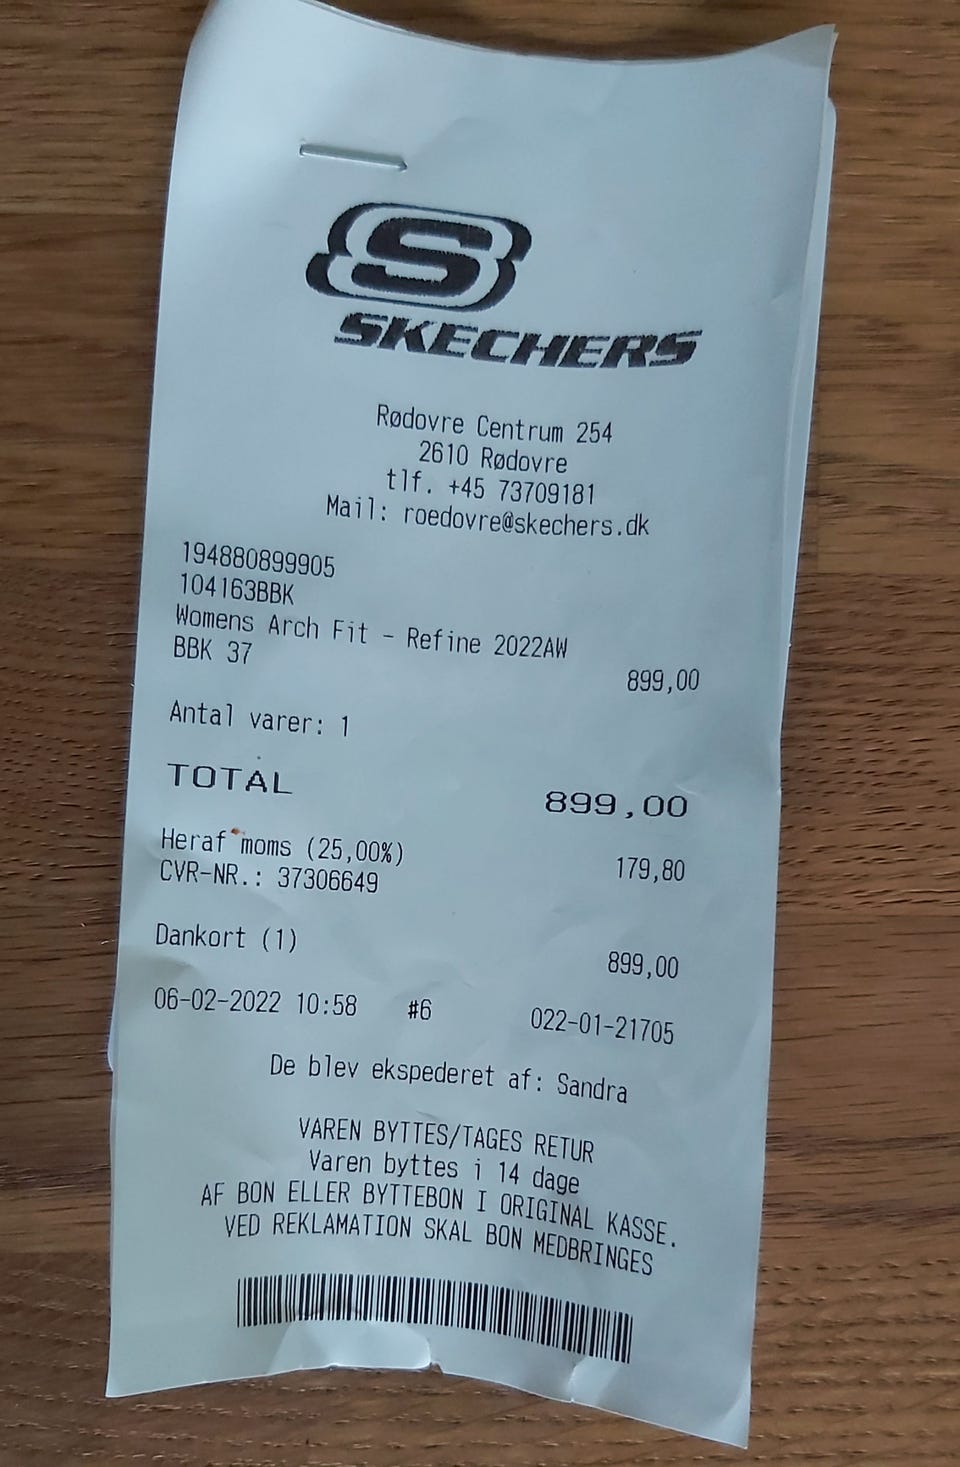 S
SKECHERS
Rødovre Centrum 254
2610 Rødovre
tlf. +45 73709181
Mail: roedovre@skechers.dk
194880899905
104163BBK
Womens Arch Fit - Refine 2022AW
BBK 37 899,00
Antal varer: 1
TOTAL 899,00
Heraf moms (25,00%) 179,80
CVR-NR.: 37306649
Dankort (1) 899,00
06-02-2022 10:58 #6 022-01-21705
De blev ekspederet af: Sandra
VAREN BYTTES/TAGES RETUR
Varen byttes i 14 dage
AF BON ELLER BYTTEBON I ORIGINAL KASSE.
VED REKLAMATION SKAL BON MEDBRINGES